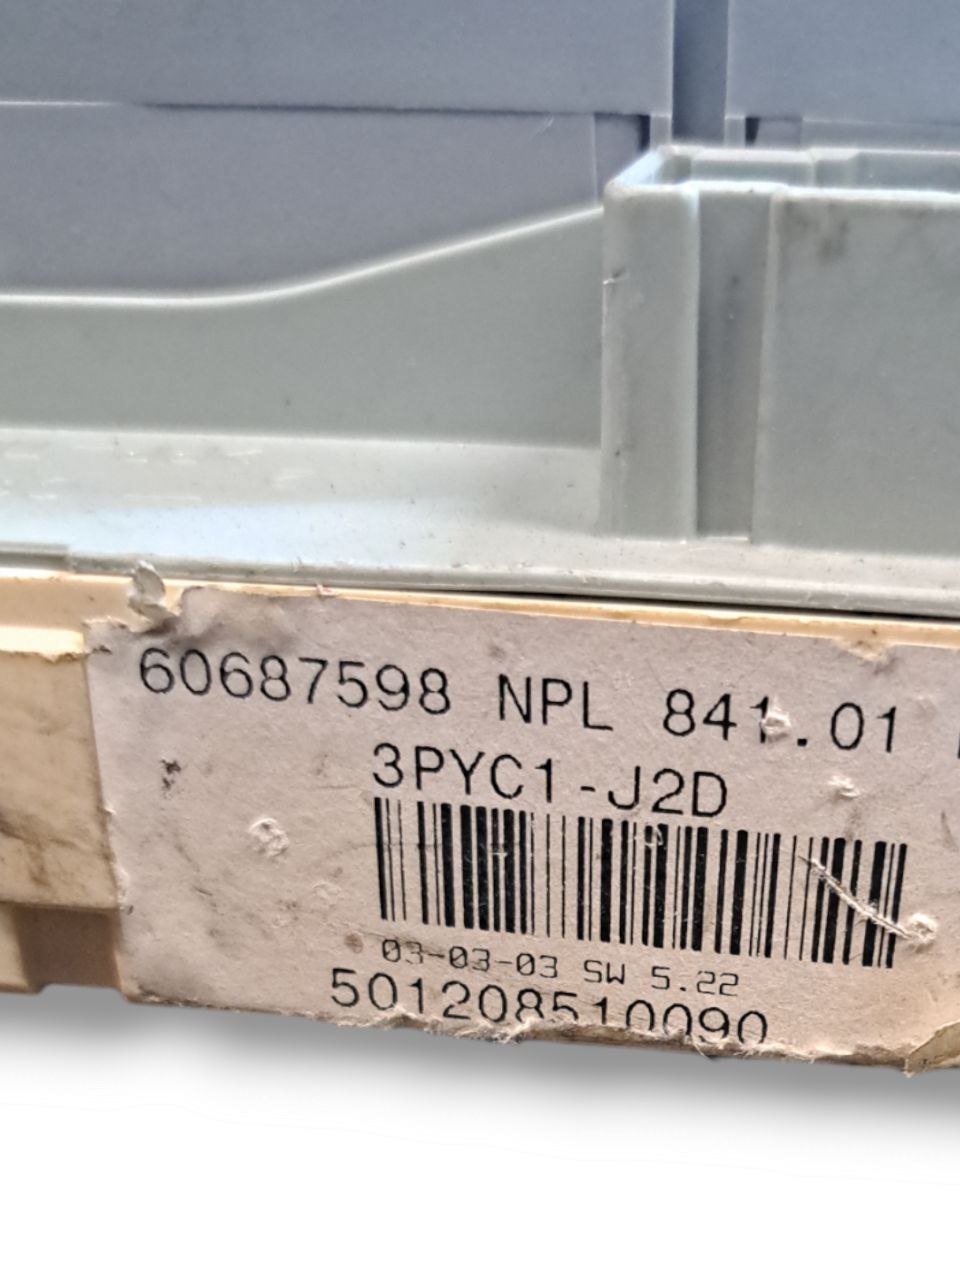 60687598 NPL 841.01
3PYC1-J2D
03-03-03 SW 5.22
501208510090